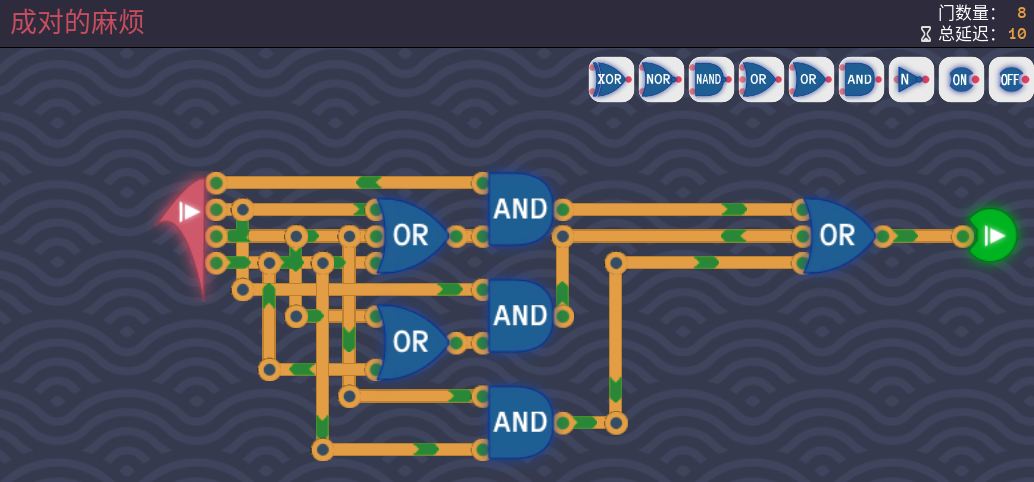 成对的麻烦
门数量： 8
总延迟： 10
XOR NOR NAND OR OR AND N ON OFF
AND
OR OR
AND
OR
AND